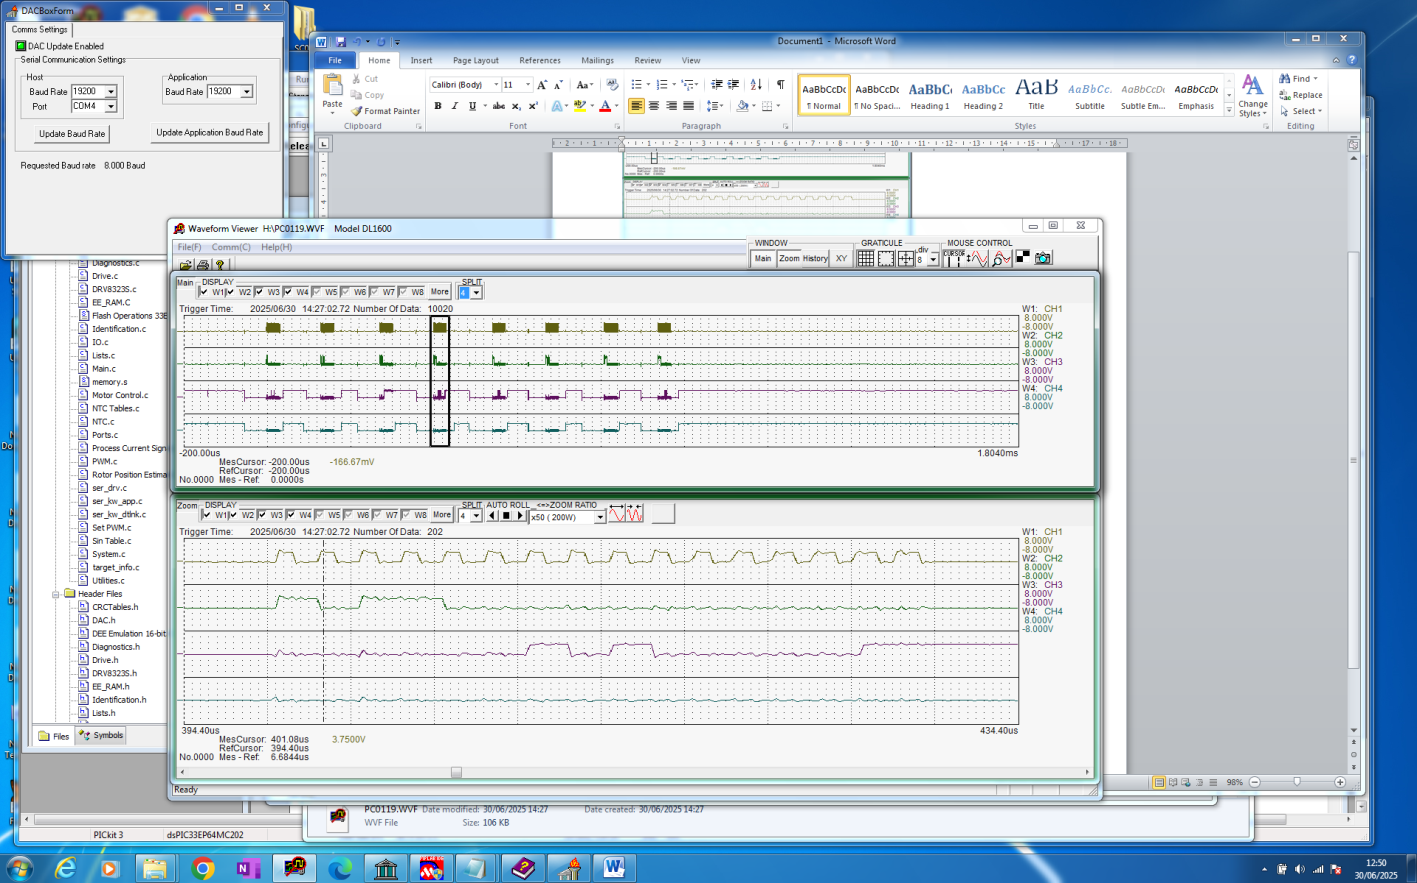 DACBoxForm
Comms Settings
DAC Update Enabled
Serial Communication Settings
Host
Baud Rate 19200
Port COM4
Update Baud Rate
Application
Baud Rate 19200
Update Application Baud Rate
Requested Baud rate 8.000 Baud
Document1 - Microsoft Word
File Home Insert Page Layout References Mailings Review View
Paste
Cut
Copy
Format Painter
Clipboard
Calibri (Body) 11
Font
Paragraph
AaBbCcDc AaBbCcDc AaBbC AaBbCc AaB AaBbCc. AaBbCcDc AaBbCcDc
¶ Normal ¶ No Spaci... Heading 1 Heading 2 Title Subtitle Subtle Em... Emphasis
Styles
Change Styles
Find
Replace
Select
Editing
Waveform Viewer H:\PC0119.WVF Model DL1600
File(F) Comm(C) Help(H)
WINDOW
Main Zoom History XY
GRATICULE
div
8
MOUSE CONTROL
CURSOR
Main
DISPLAY
W1 W2 W3 W4 W5 W6 W7 W8 More
SPLIT
4
Trigger Time: 2025/06/30 14:27:02.72 Number Of Data: 10020
W1: CH1
8.000V
-8.000V
W2: CH2
8.000V
-8.000V
W3: CH3
8.000V
-8.000V
W4: CH4
8.000V
-8.000V
-200.00us
1.8040ms
MesCursor: -200.00us -166.67mV
RefCursor: -200.00us
No.0000 Mes - Ref: 0.0000s
Zoom
DISPLAY
W1 W2 W3 W4 W5 W6 W7 W8 More
SPLIT
4
AUTO ROLL
<=>ZOOM RATIO
x50 ( 200W)
Trigger Time: 2025/06/30 14:27:02.72 Number Of Data: 202
W1: CH1
8.000V
-8.000V
W2: CH2
8.000V
-8.000V
W3: CH3
8.000V
-8.000V
W4: CH4
8.000V
-8.000V
394.40us
434.40us
MesCursor: 401.08us 3.7500V
RefCursor: 394.40us
No.0000 Mes - Ref: 6.6844us
Ready
Diagnostics.c
Drive.c
DRV8323S.c
EE_RAM.C
Flash Operations 33E
Identification.c
IO.c
Lists.c
Main.c
memory.s
Motor Control.c
NTC Tables.c
NTC.c
Ports.c
Process Current Sign
PWM.c
Rotor Position Estima
ser_drv.c
ser_kw_app.c
ser_kw_dtlnk.c
Set PWM.c
Sin Table.c
System.c
target_info.c
Utilities.c
Header Files
CRCTables.h
DAC.h
DEE Emulation 16-bit
Diagnostics.h
Drive.h
DRV8323S.h
EE_RAM.h
Identification.h
Lists.h
Files Symbols
PICkit 3 dsPIC33EP64MC202
PC0119.WVF Date modified: 30/06/2025 14:27 Date created: 30/06/2025 14:27
WVF File Size: 106 KB
98%
12:50
30/06/2025